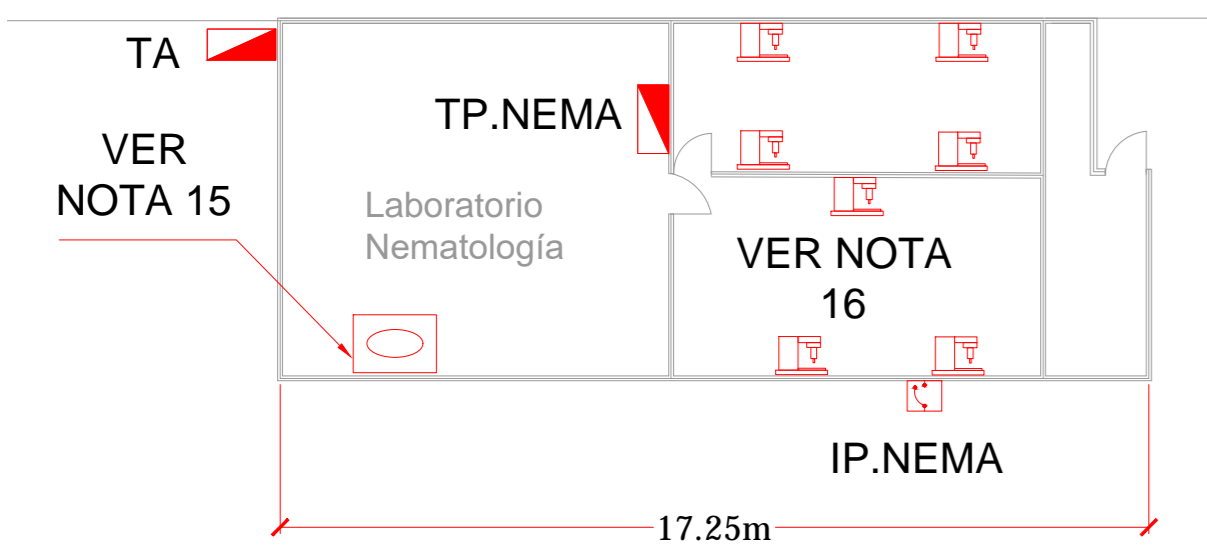 TA
TP.NEMA
VER
NOTA 15
Laboratorio
Nematología
VER NOTA
16
IP.NEMA
17.25m